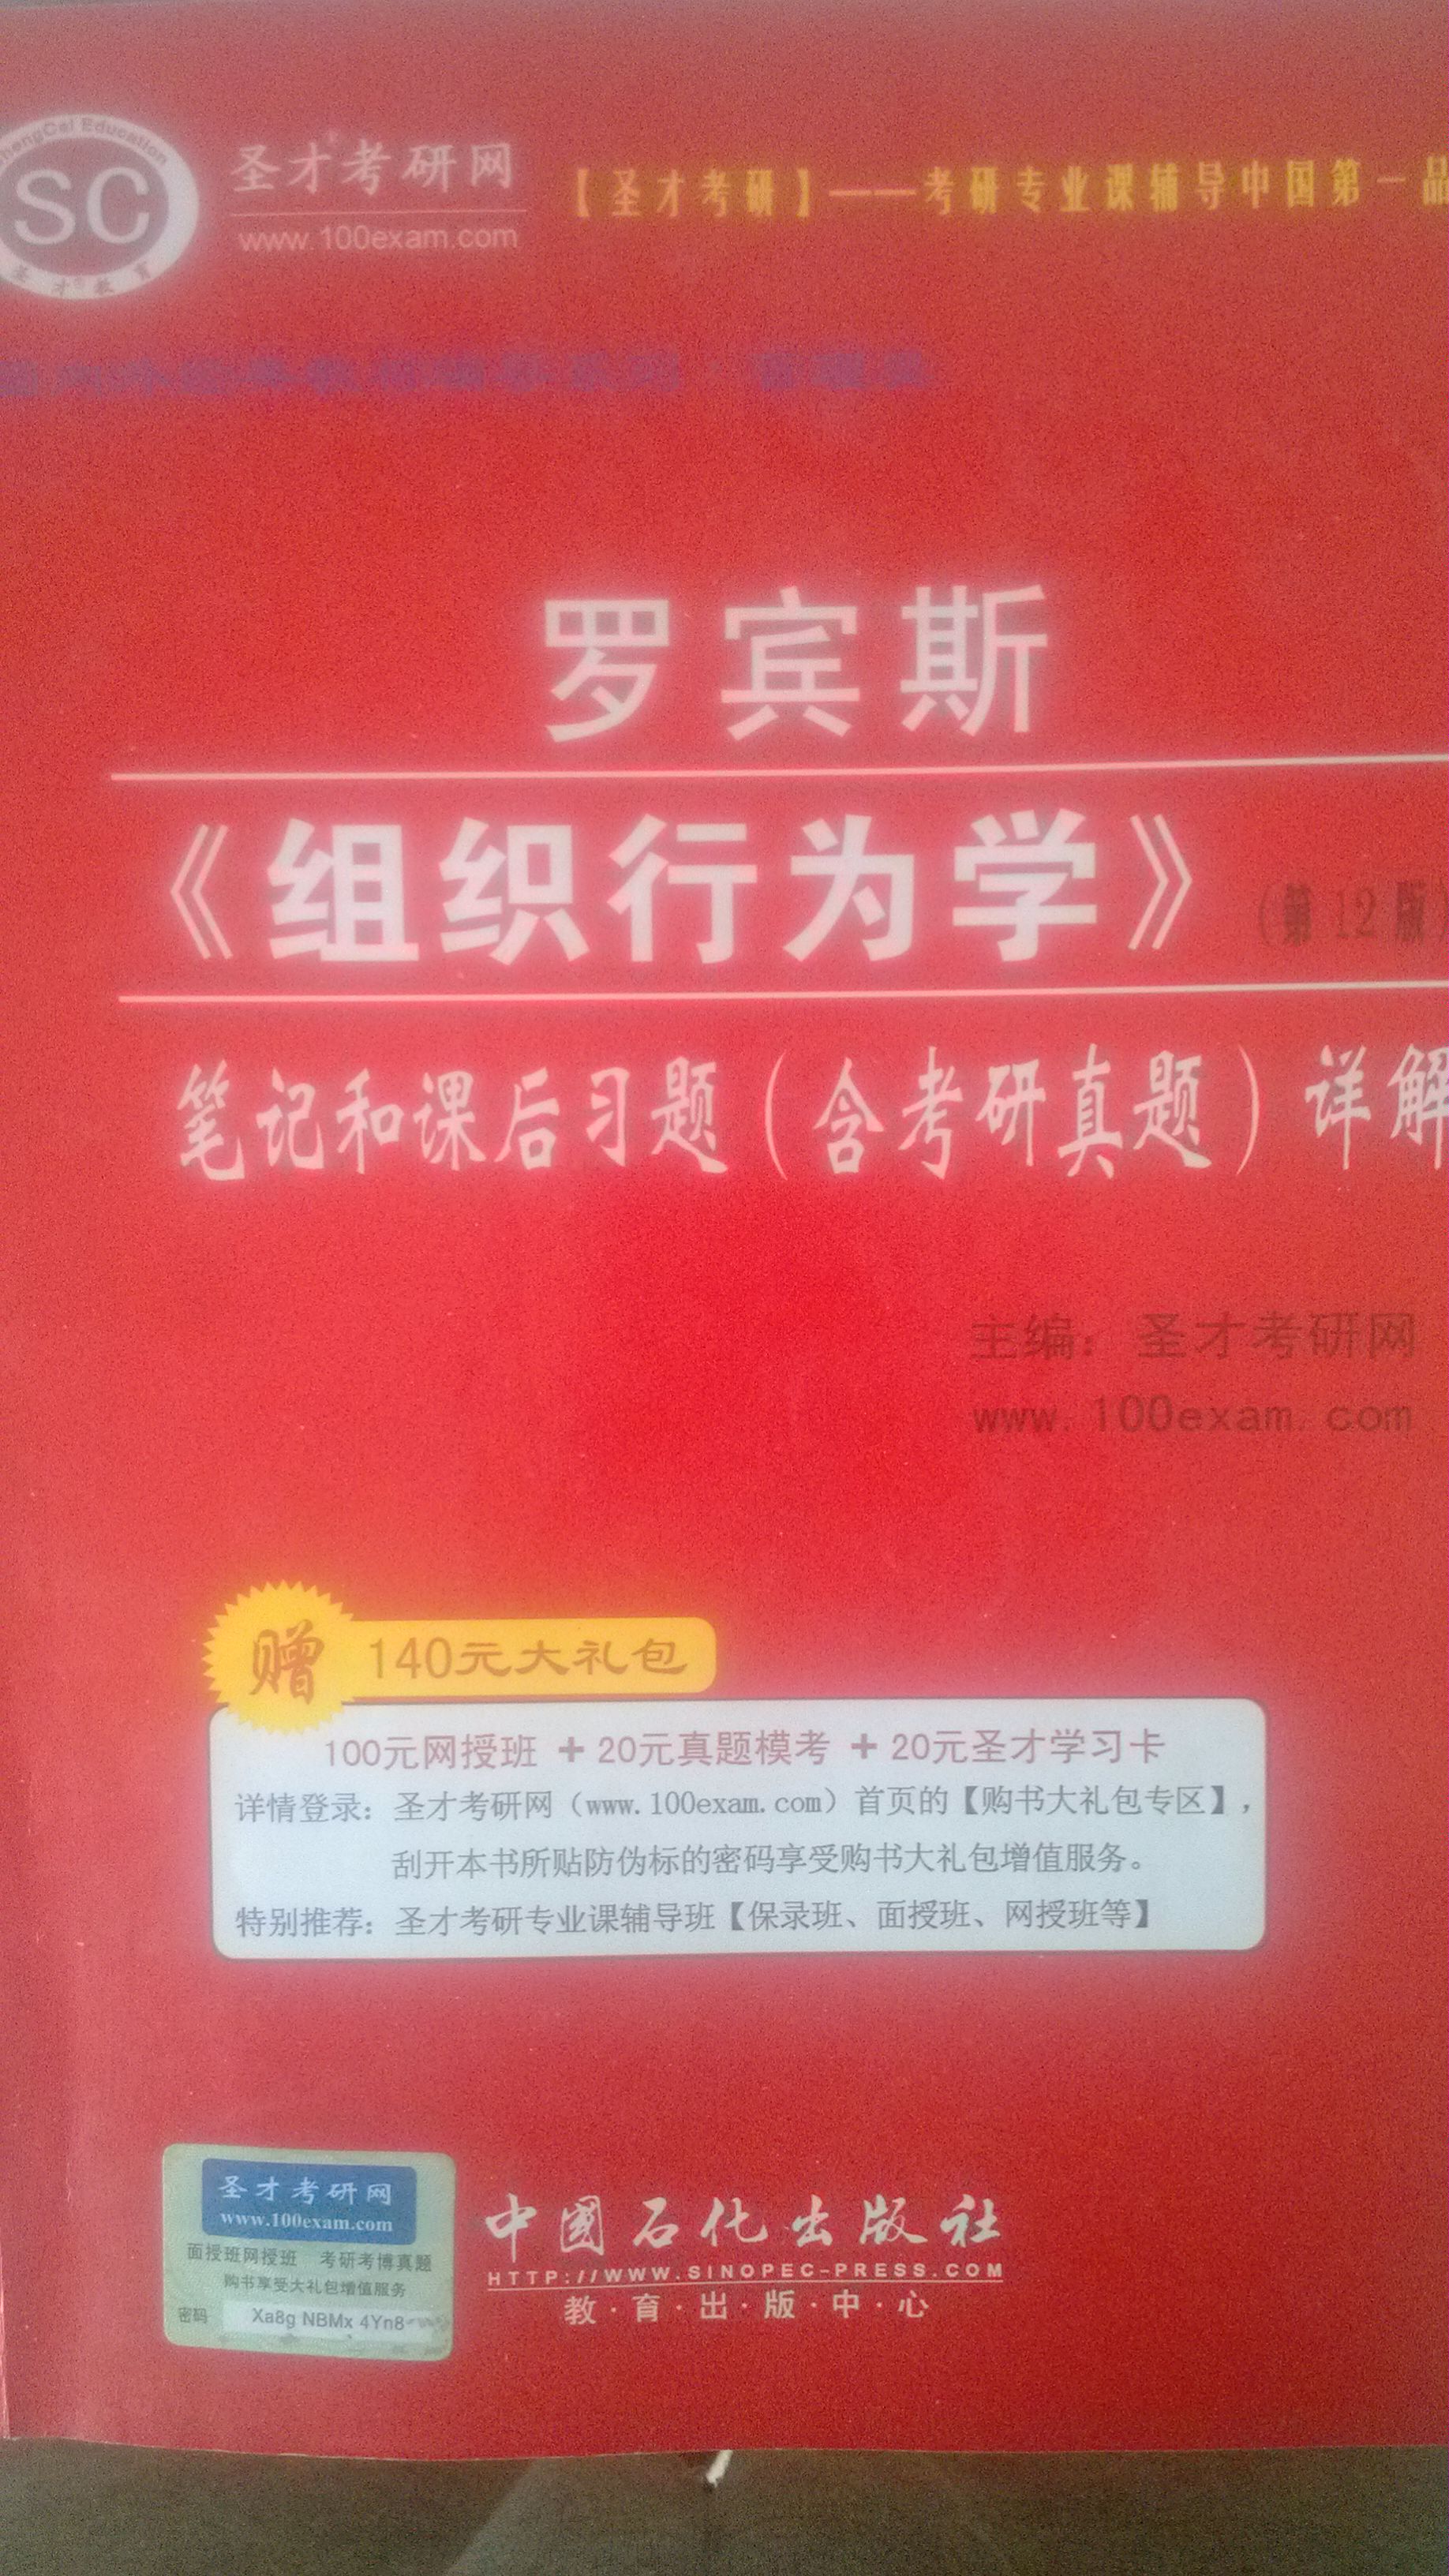 SC
圣才考研网
www.100exam.com
【圣才考研】——考研专业课辅导中国第一品
罗宾斯
《组织行为学》（第12版）
笔记和课后习题（含考研真题）详解
主编：圣才考研网
www.100exam.com
赠 140元大礼包
100元网授班 + 20元真题模考 + 20元圣才学习卡
详情登录：圣才考研网（www.100exam.com）首页的【购书大礼包专区】，
刮开本书所贴防伪标的密码享受购书大礼包增值服务。
特别推荐：圣才考研专业课辅导班【保录班、面授班、网授班等】
圣才考研网
www.100exam.com
面授班网授班 考研考博真题
购书享受大礼包增值服务
密码 Xa8g NBMx 4Yn8
中国石化出版社
HTTP://WWW.SINOPEC-PRESS.COM
教·育·出·版·中·心